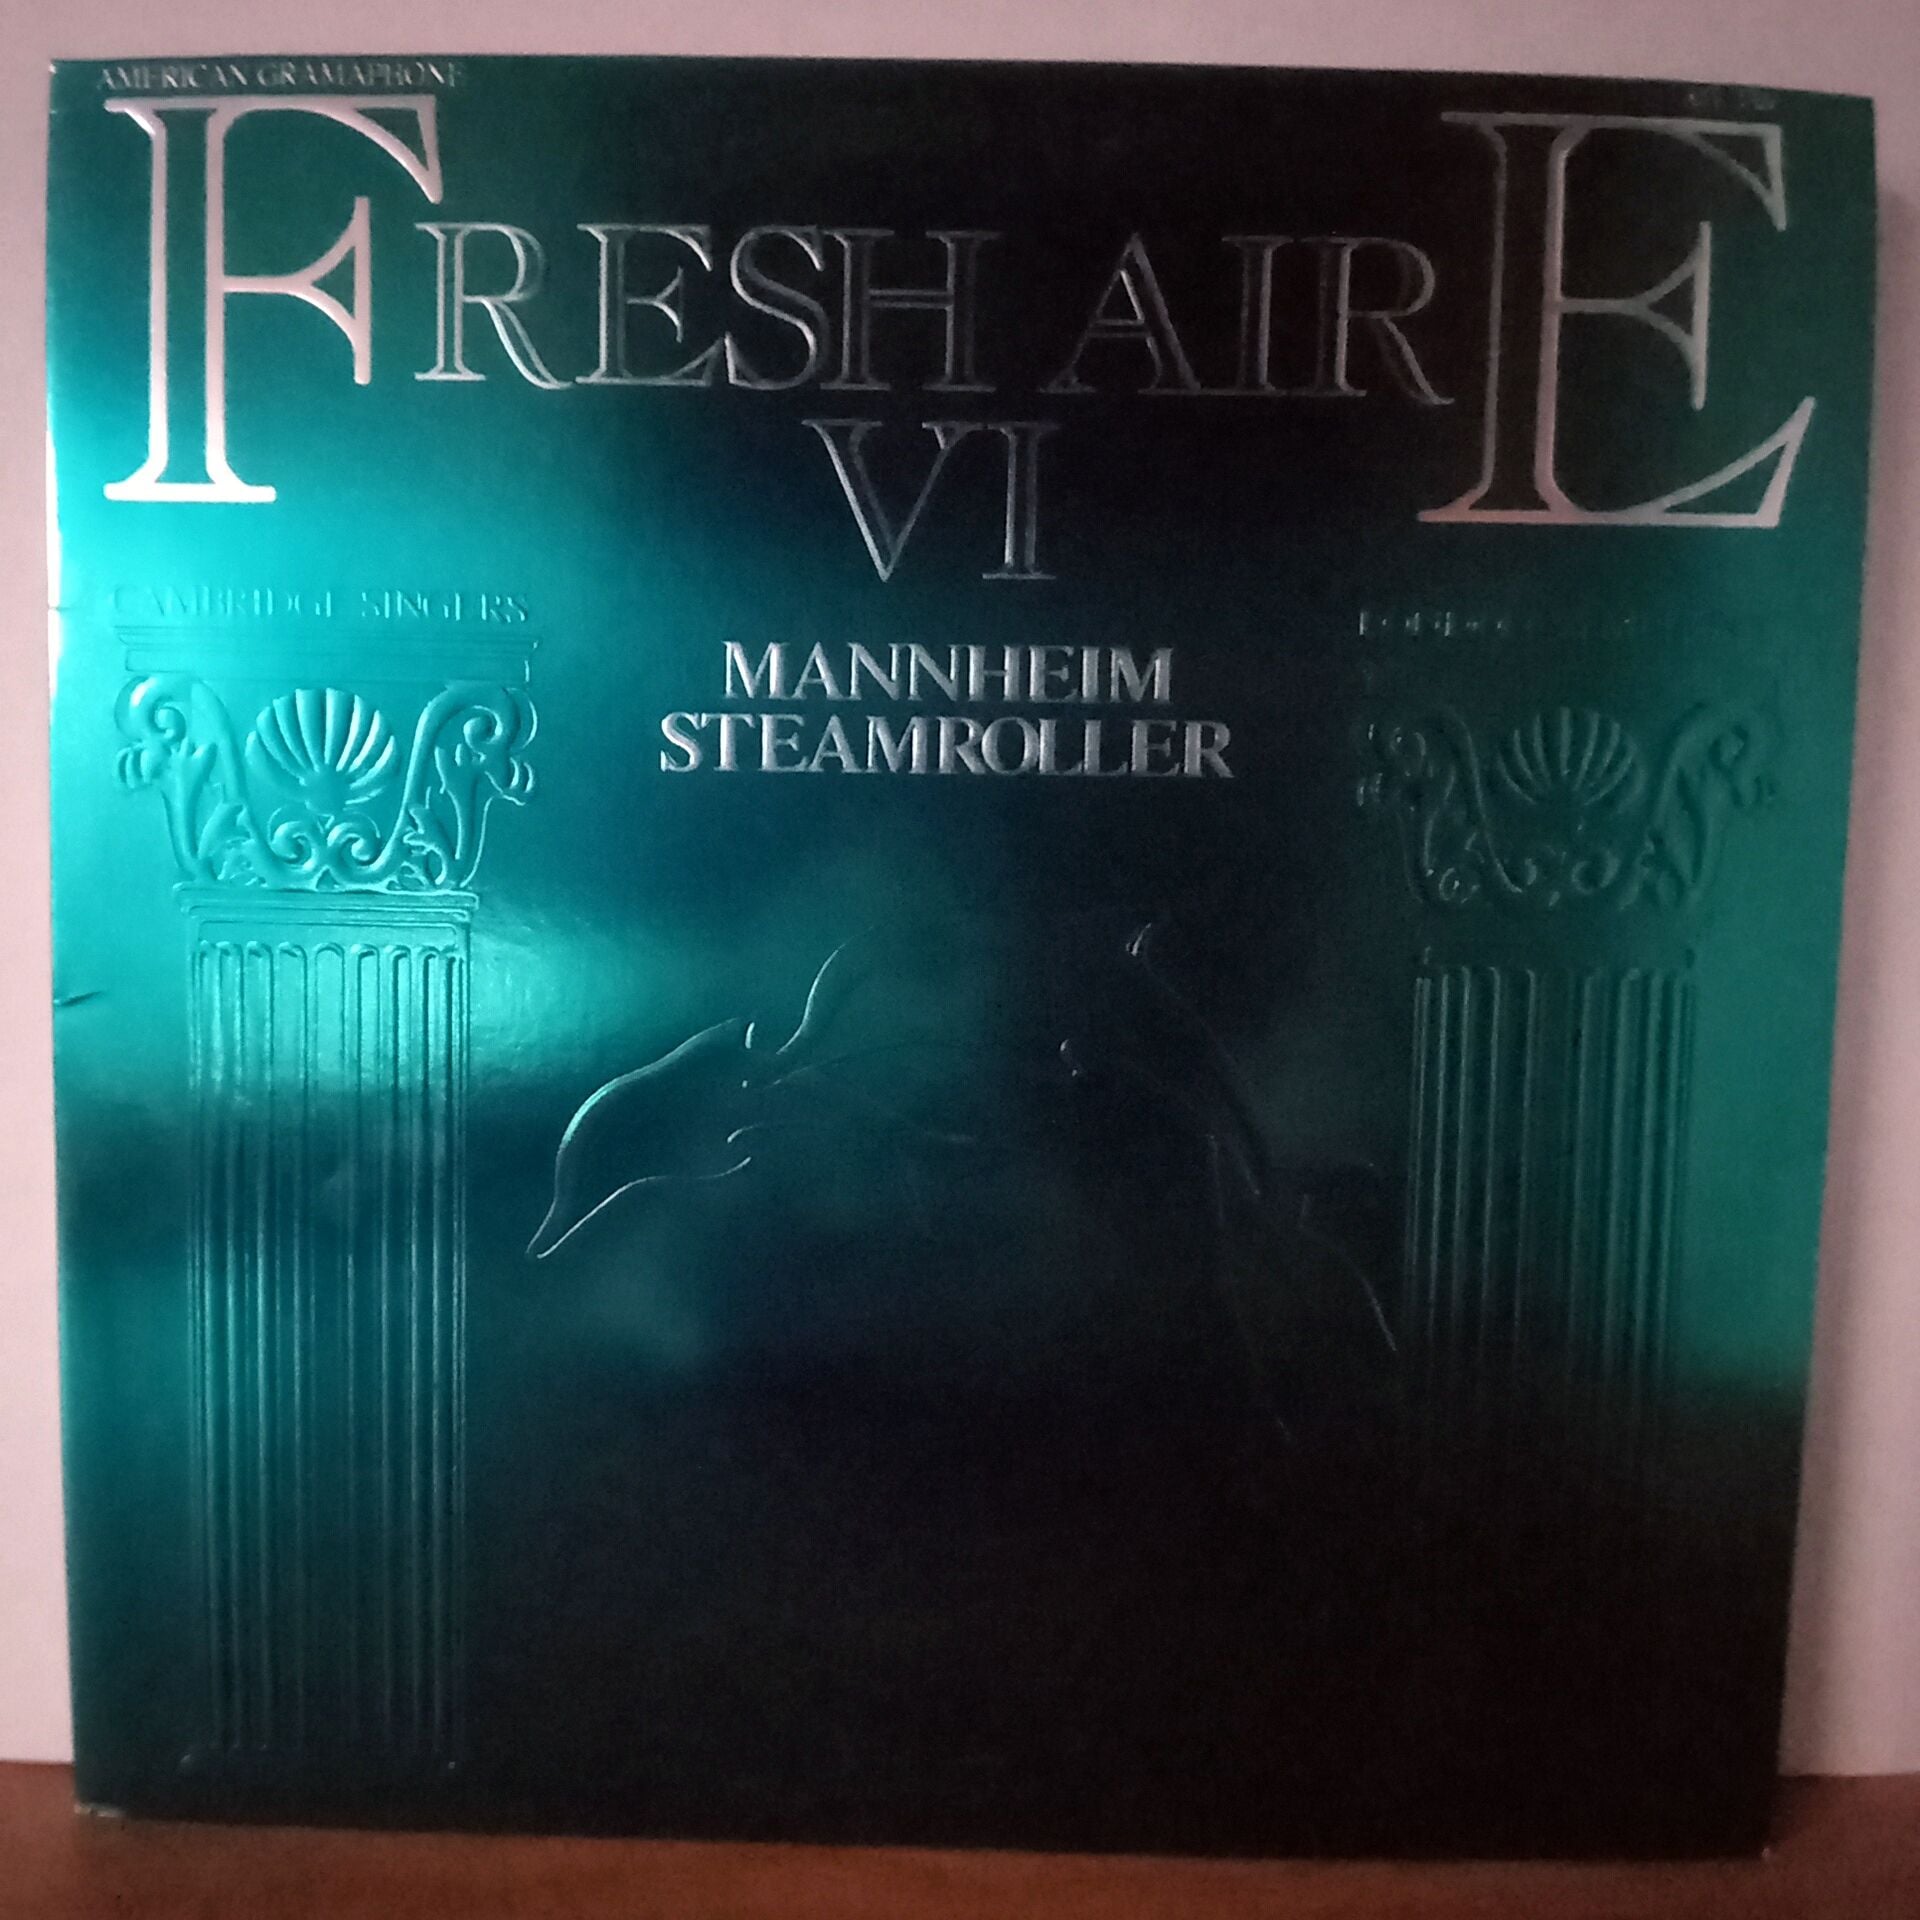 AMERICAN GRAMAPHONE
FRESH AIRE
VI
CAMBRIDGE SINGERS
MANNHEIM
STEAMROLLER